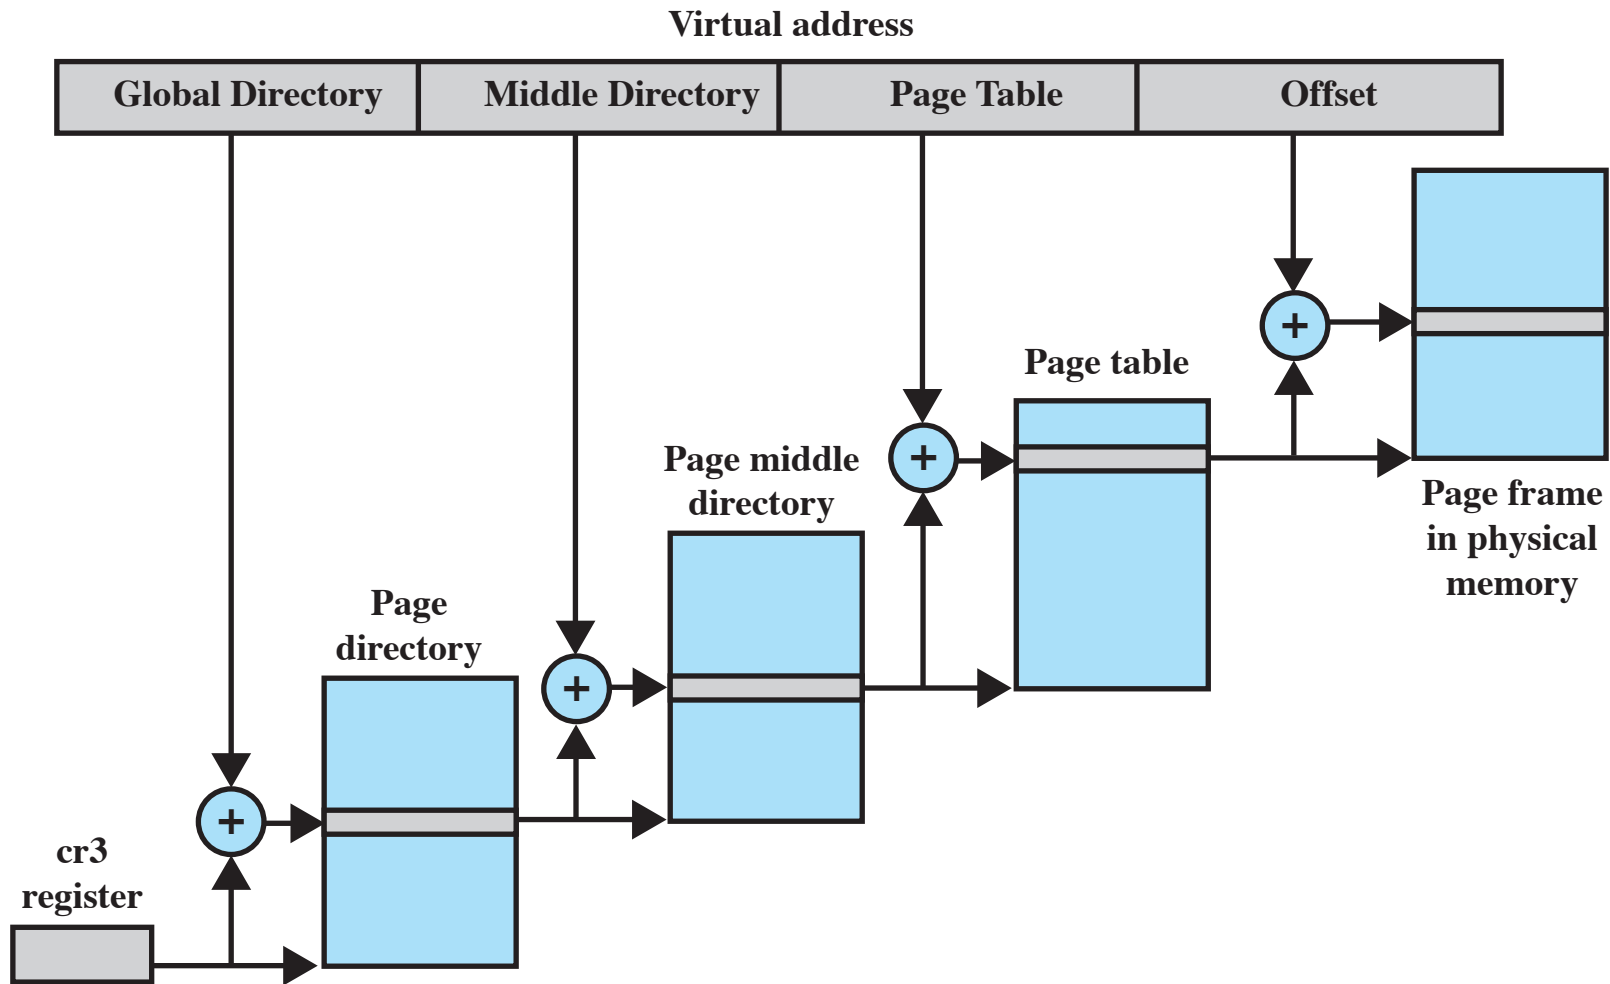 Virtual address
Global Directory
Middle Directory
Page Table
Offset
+
Page table
+
Page middle
directory
Page frame
in physical
memory
Page
directory
+
+
cr3
register